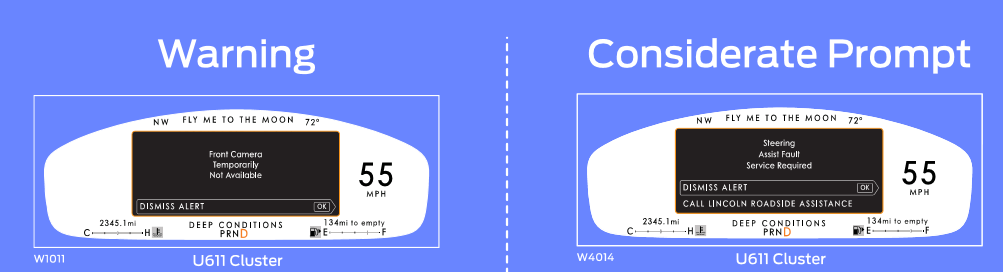 Warning
NW FLY ME TO THE MOON 72°
Front Camera
Temporarily
Not Available
DISMISS ALERT OK
55
MPH
2345.1mi
C H
DEEP CONDITIONS
PRND
134mi to empty
E F
W1011
U611 Cluster
Considerate Prompt
NW FLY ME TO THE MOON 72°
Steering
Assist Fault
Service Required
DISMISS ALERT OK
CALL LINCOLN ROADSIDE ASSISTANCE
55
MPH
2345.1mi
C H
DEEP CONDITIONS
PRND
134mi to empty
E F
W4014
U611 Cluster